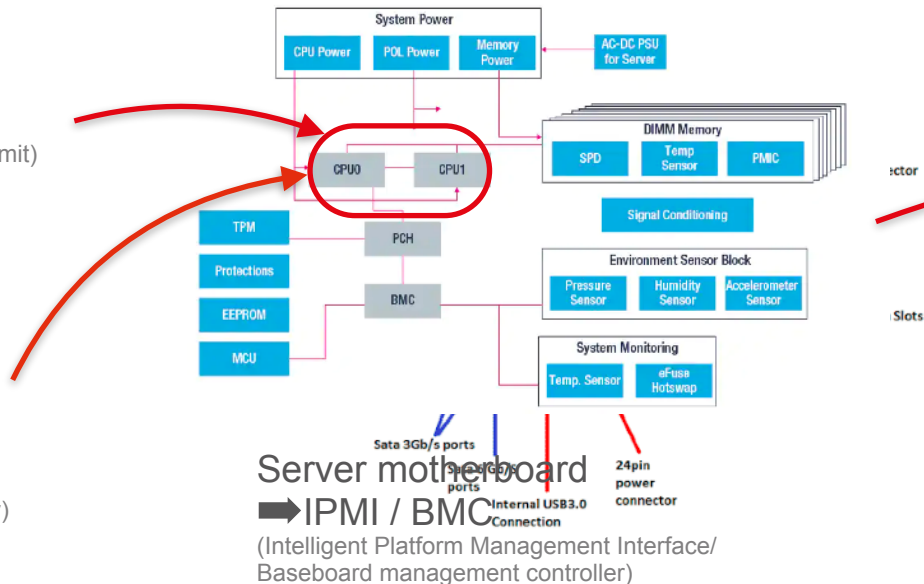 System Power
CPU Power
POL Power
Memory
Power
AC-DC PSU
for Server
mit)
DIMM Memory
SPD
Temp
Sensor
PMIC
CPU0
CPU1
ector
Signal Conditioning
TPM
PCH
Protections
Environment Sensor Block
Pressure
Sensor
Humidity
Sensor
Accelerometer
Sensor
BMC
EEPROM
Slots
MCU
System Monitoring
Temp. Sensor
eFuse
Hotswap
Sata 3Gb/s ports
Sata 6Gb/s
ports
24pin
power
connector
Internal USB3.0
Connection
Server motherboard
➡IPMI / BMC
(Intelligent Platform Management Interface/
Baseboard management controller)
)